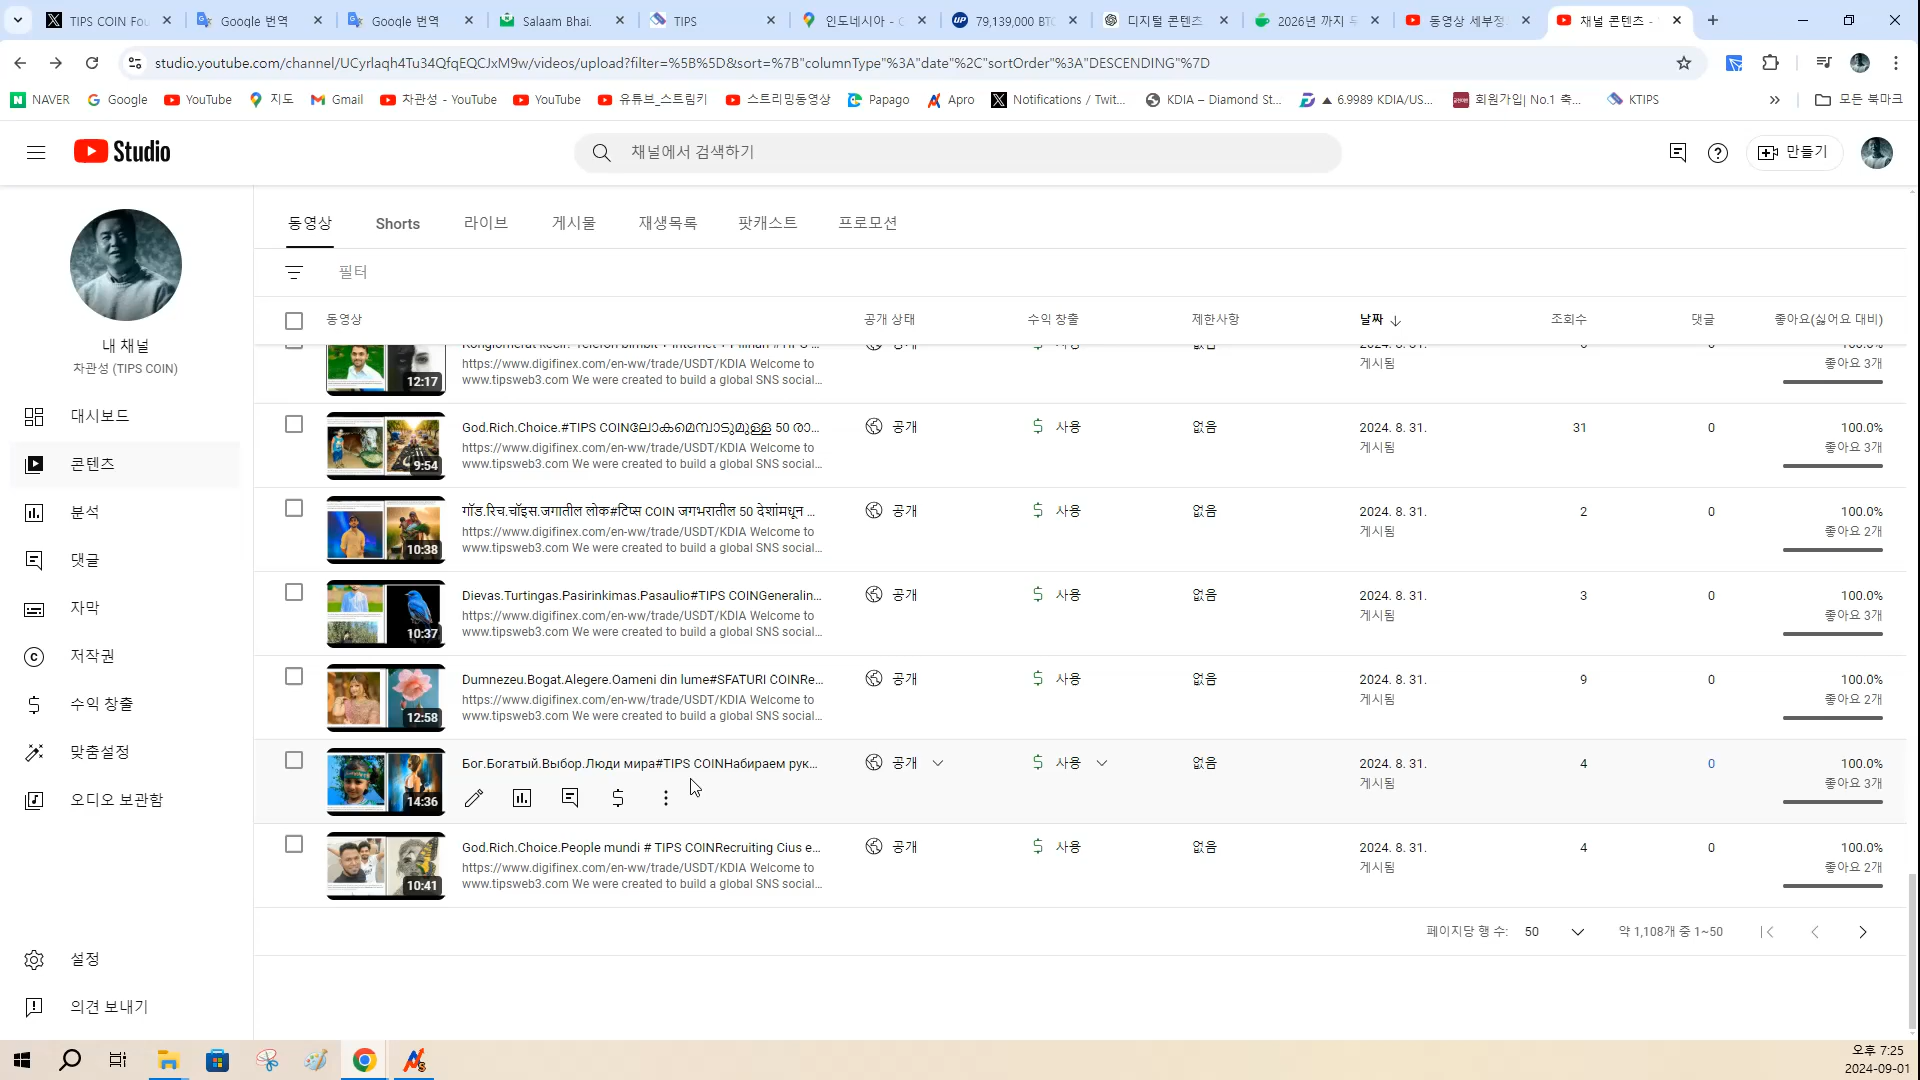 TIPS COIN Fou
Google 번역
Google 번역
Salaam Bhai.
TIPS
인도네시아 - G
79,139,000 BTC
디지털 콘텐츠
2026년 까지 두
동영상 세부정
채널 콘텐츠 -
studio.youtube.com/channel/UCyrlaqh4Tu34QfqEQCJxM9w/videos/upload?filter=%5B%5D&sort=%7B"columnType"%3A"date"%2C"sortOrder"%3A"DESCENDING"%7D
NAVER
Google
YouTube
지도
Gmail
차관성 - YouTube
YouTube
유튜브_스트림키
스트리밍동영상
Papago
Apro
Notifications / Twit...
KDIA – Diamond St...
▲ 6.9989 KDIA/US...
회원가입| No.1 축...
KTIPS
모든 북마크
Studio
채널에서 검색하기
만들기
동영상
Shorts
라이브
게시물
재생목록
팟캐스트
프로모션
필터
동영상
공개 상태
수익 창출
제한사항
날짜
조회수
댓글
좋아요(싫어요 대비)
내 채널
차관성 (TIPS COIN)
대시보드
콘텐츠
분석
댓글
자막
저작권
수익 창출
맞춤설정
오디오 보관함
설정
의견 보내기
12:17
https://www.digifinex.com/en-ww/trade/USDT/KDIA Welcome to
www.tipsweb3.com We were created to build a global SNS social...
게시됨
좋아요 3개
9:54
God.Rich.Choice.#TIPS COINലോകമെമ്പാടുമുള്ള 50 രാ...
https://www.digifinex.com/en-ww/trade/USDT/KDIA Welcome to
www.tipsweb3.com We were created to build a global SNS social...
공개
사용
없음
2024. 8. 31.
게시됨
31
0
100.0%
좋아요 3개
10:38
गॉड.रिच.चॉइस.जगातील लोक#टिप्स COIN जगभरातील 50 देशांमधून ...
https://www.digifinex.com/en-ww/trade/USDT/KDIA Welcome to
www.tipsweb3.com We were created to build a global SNS social...
공개
사용
없음
2024. 8. 31.
게시됨
2
0
100.0%
좋아요 2개
10:37
Dievas.Turtingas.Pasirinkimas.Pasaulio#TIPS COINGeneralin...
https://www.digifinex.com/en-ww/trade/USDT/KDIA Welcome to
www.tipsweb3.com We were created to build a global SNS social...
공개
사용
없음
2024. 8. 31.
게시됨
3
0
100.0%
좋아요 3개
12:58
Dumnezeu.Bogat.Alegere.Oameni din lume#SFATURI COINRe...
https://www.digifinex.com/en-ww/trade/USDT/KDIA Welcome to
www.tipsweb3.com We were created to build a global SNS social...
공개
사용
없음
2024. 8. 31.
게시됨
9
0
100.0%
좋아요 2개
14:36
Бог.Богатый.Выбор.Люди мира#TIPS COINНабираем рук...
공개
사용
없음
2024. 8. 31.
게시됨
4
0
100.0%
좋아요 3개
10:41
God.Rich.Choice.People mundi # TIPS COINRecruiting Cius e...
https://www.digifinex.com/en-ww/trade/USDT/KDIA Welcome to
www.tipsweb3.com We were created to build a global SNS social...
공개
사용
없음
2024. 8. 31.
게시됨
4
0
100.0%
좋아요 2개
페이지당 행 수: 50
약 1,108개 중 1~50
오후 7:25
2024-09-01